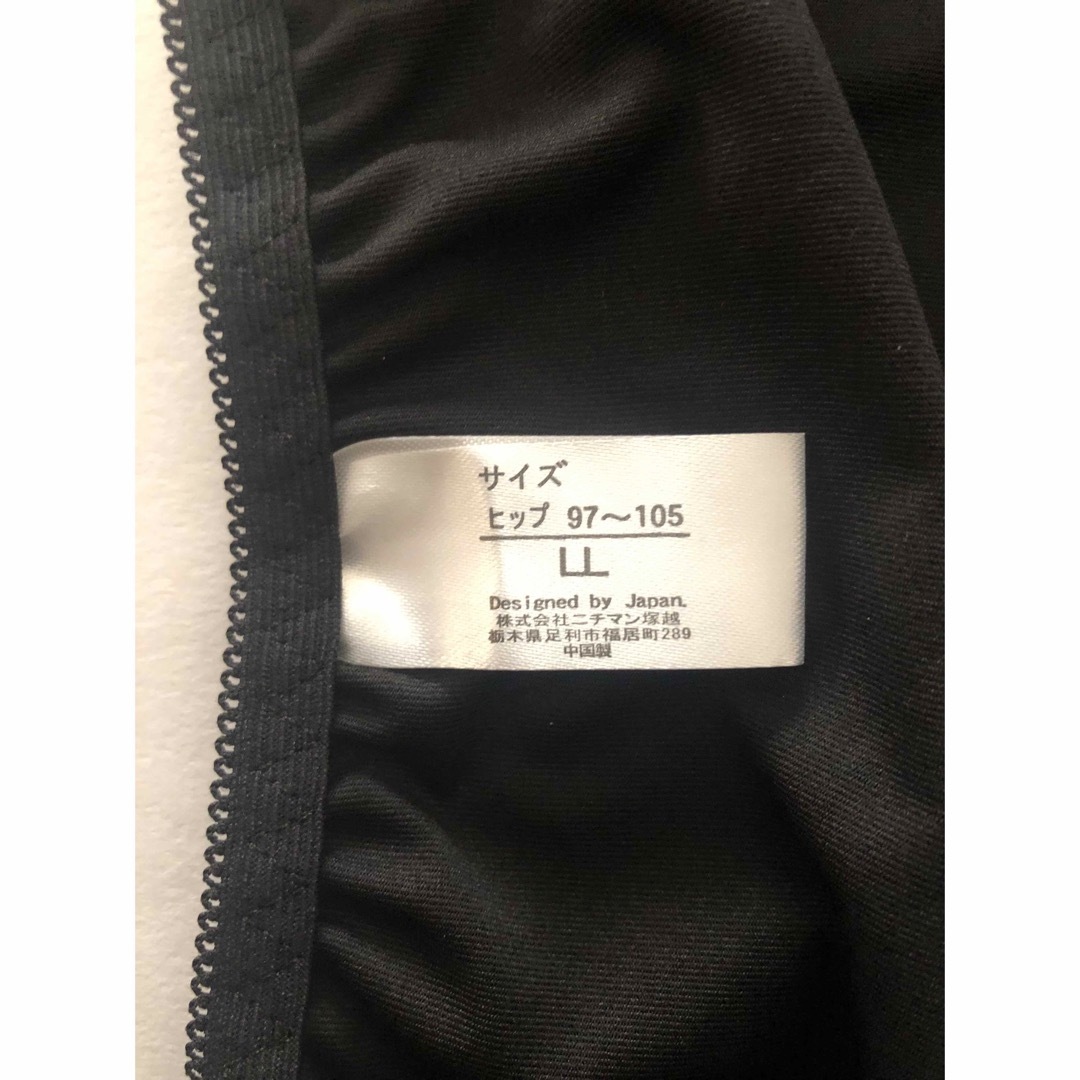 サイズ
ヒップ 97〜105
LL
Designed by Japan.
株式会社ニチマン塚越
栃木県足利市福居町289
中国製